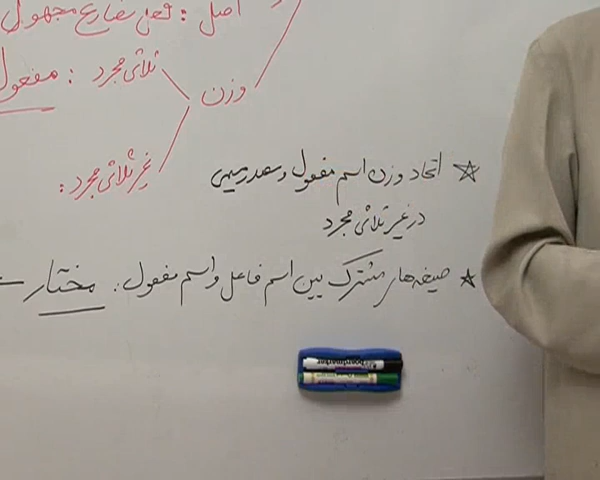 اصل : فعل مضارع مجهول
وزن
ثلاثی مجرد : مفعول
غیر ثلاثی مجرد :
☆ اتحاد وزن اسم مفعول و مصدر میمی
در غیر ثلاثی مجرد
☆ صیغه های مشترک بین اسم فاعل و اسم مفعول : مختار